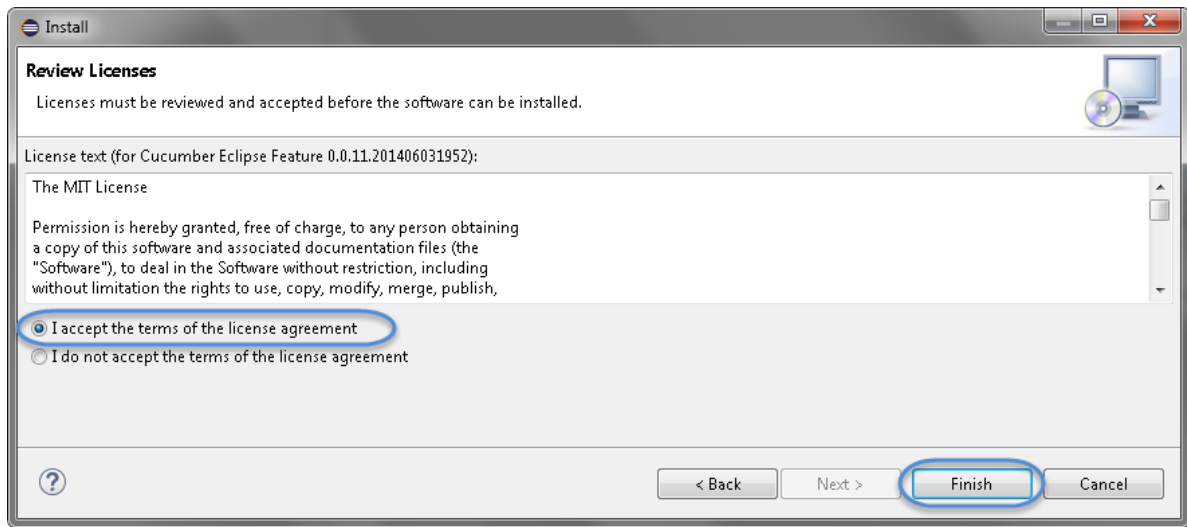 Install
Review Licenses
Licenses must be reviewed and accepted before the software can be installed.
License text (for Cucumber Eclipse Feature 0.0.11.201406031952):
The MIT License
Permission is hereby granted, free of charge, to any person obtaining
a copy of this software and associated documentation files (the
"Software"), to deal in the Software without restriction, including
without limitation the rights to use, copy, modify, merge, publish,
I accept the terms of the license agreement
I do not accept the terms of the license agreement
? < Back Next > Finish Cancel